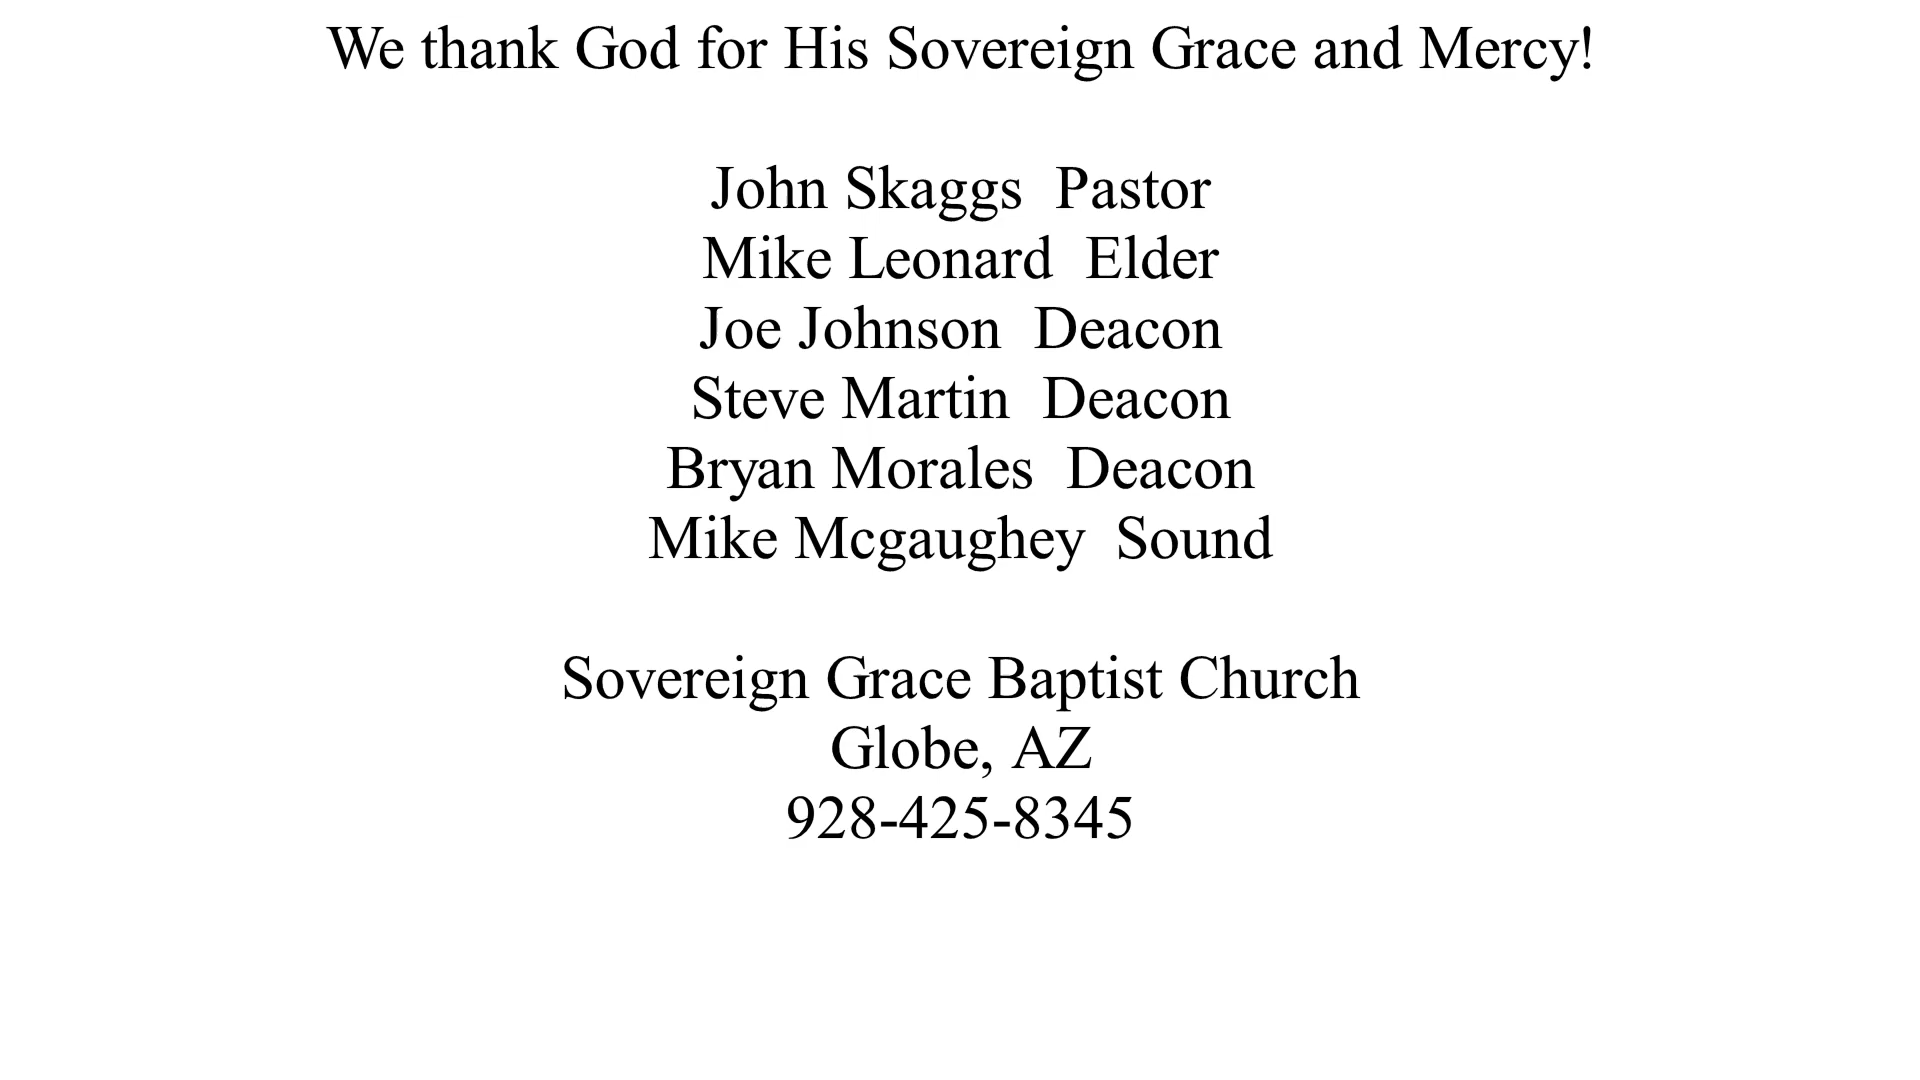 We thank God for His Sovereign Grace and Mercy!
John Skaggs  Pastor
Mike Leonard  Elder
Joe Johnson  Deacon
Steve Martin  Deacon
Bryan Morales  Deacon
Mike Mcgaughey  Sound
Sovereign Grace Baptist Church
Globe, AZ
928-425-8345